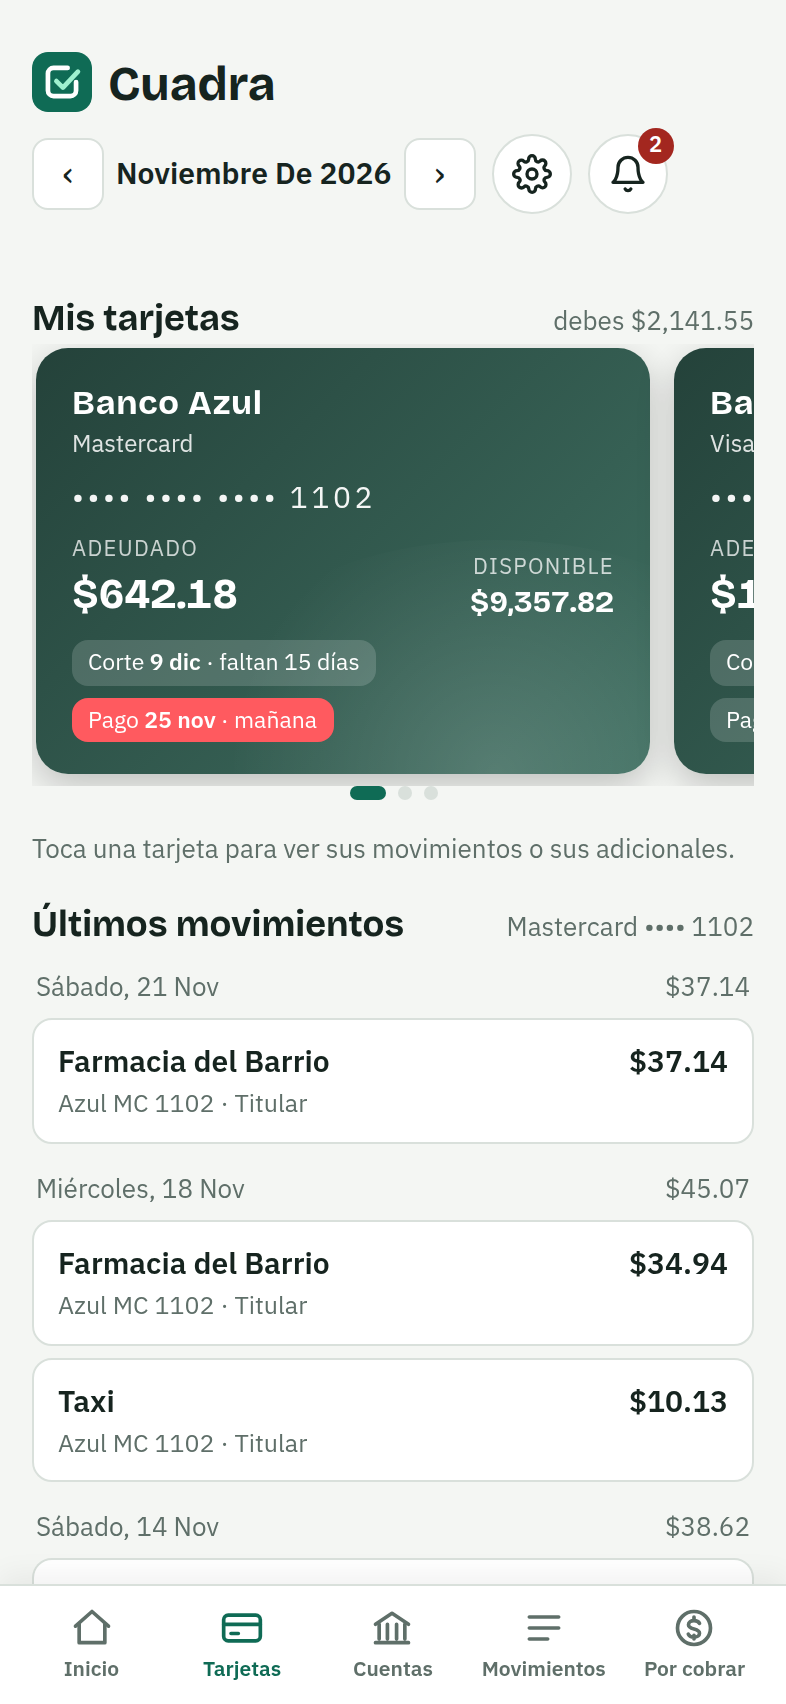 Cuadra
‹ Noviembre De 2026 › 2
Mis tarjetas debes $2,141.55
Banco Azul
Mastercard
•••• •••• •••• 1102
ADEUDADO
$642.18
DISPONIBLE
$9,357.82
Corte 9 dic · faltan 15 días
Pago 25 nov · mañana
Ba
Visa
•••
ADE
$1
Co
Pag
Toca una tarjeta para ver sus movimientos o sus adicionales.
Últimos movimientos Mastercard •••• 1102
Sábado, 21 Nov $37.14
Farmacia del Barrio $37.14
Azul MC 1102 · Titular
Miércoles, 18 Nov $45.07
Farmacia del Barrio $34.94
Azul MC 1102 · Titular
Taxi $10.13
Azul MC 1102 · Titular
Sábado, 14 Nov $38.62
Inicio Tarjetas Cuentas Movimientos Por cobrar